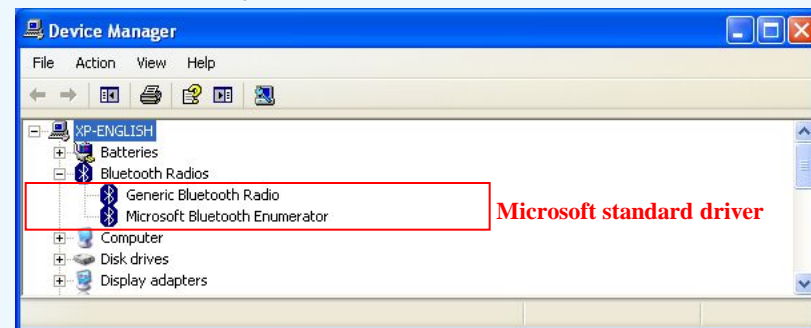 Device Manager
File Action View Help
XP-ENGLISH
Batteries
Bluetooth Radios
Generic Bluetooth Radio
Microsoft Bluetooth Enumerator
Microsoft standard driver
Computer
Disk drives
Display adapters